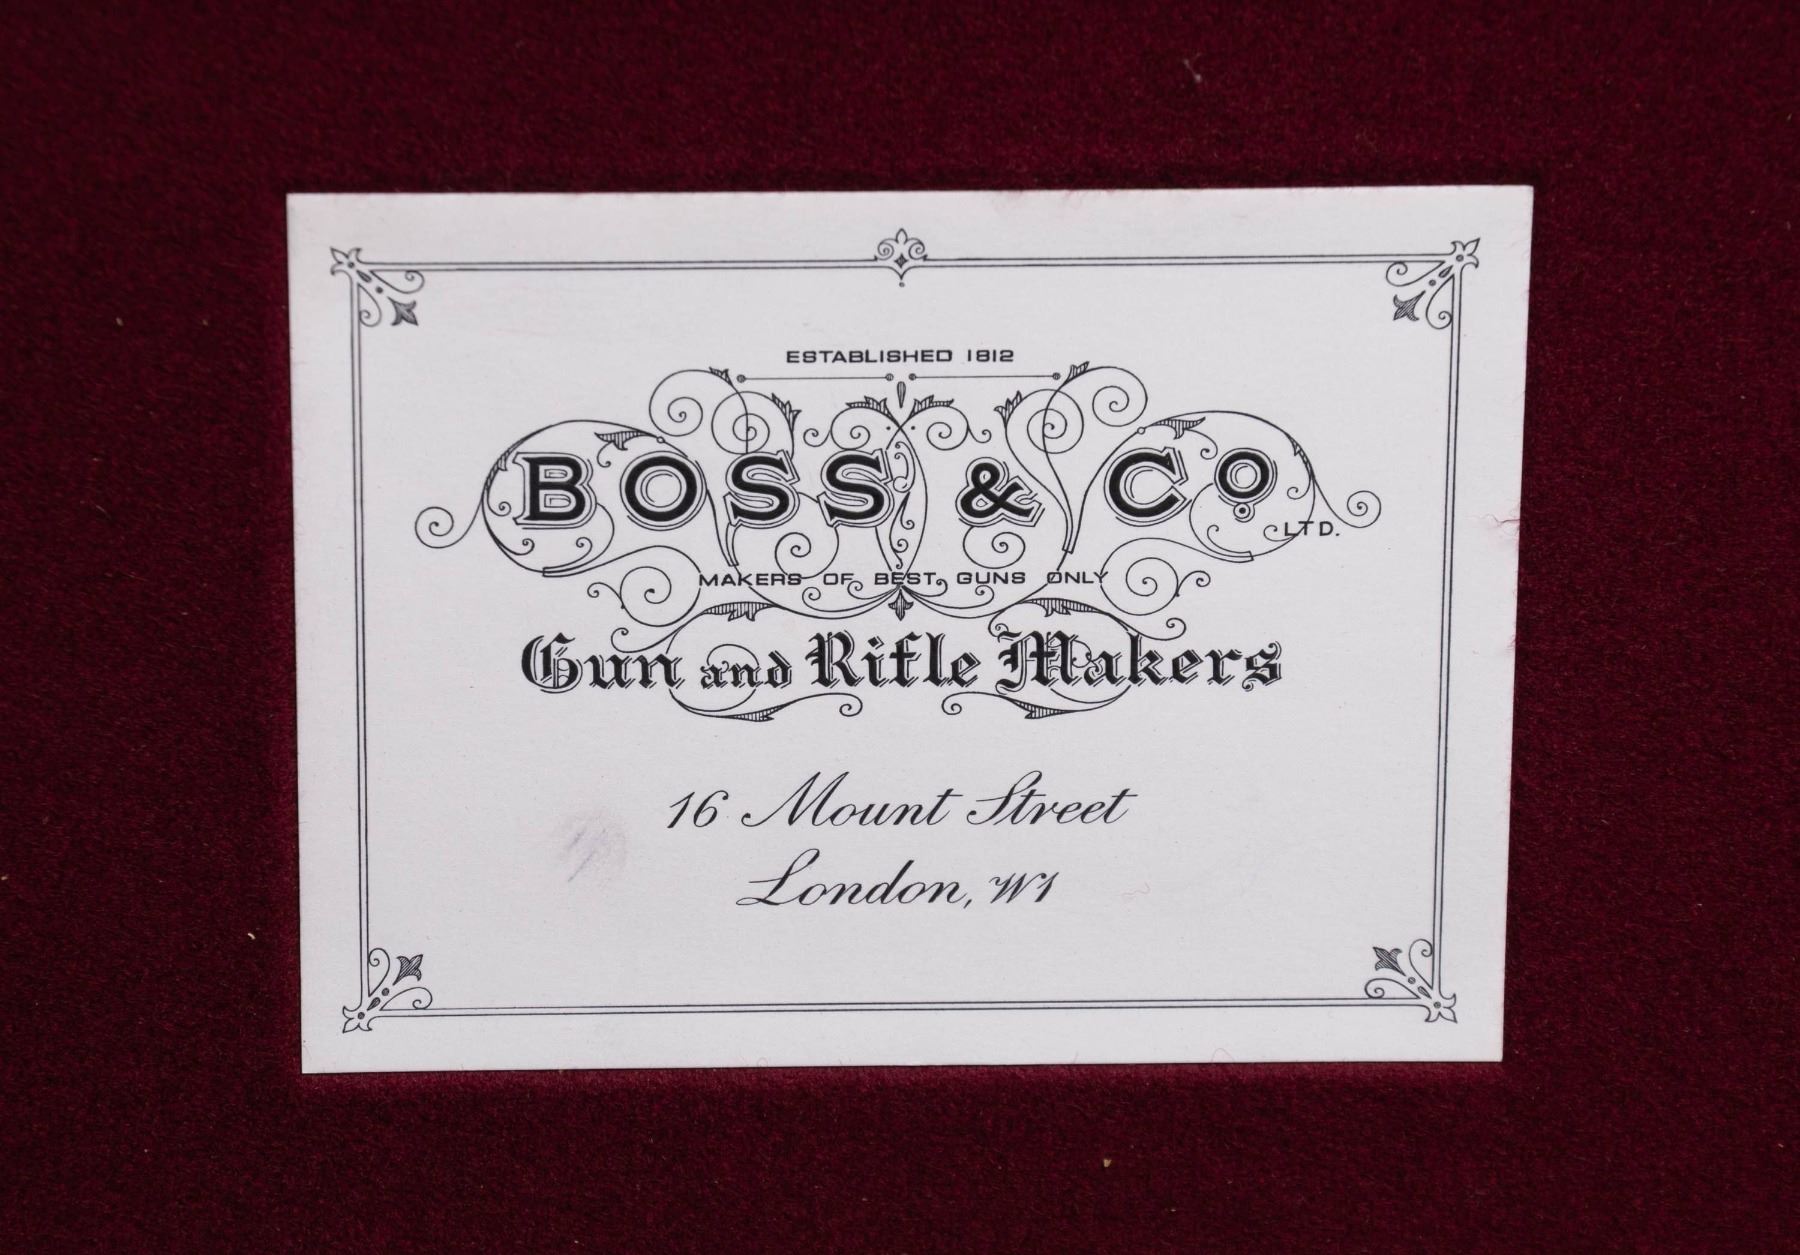 ESTABLISHED 1812
BOSS & Co LTD.
MAKERS OF BEST GUNS ONLY
Gun and Rifle Makers
16 Mount Street
London, W1